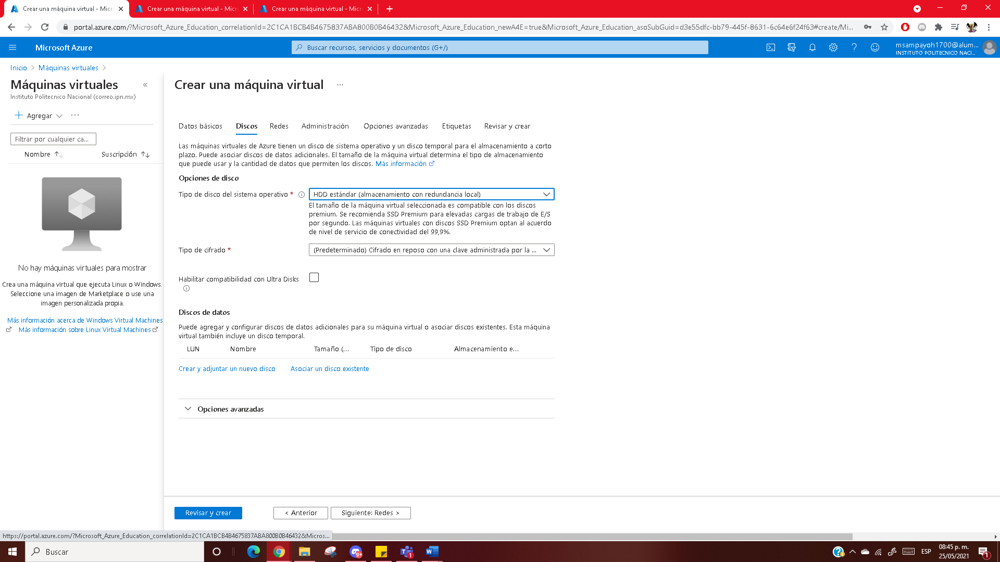 Crear una máquina virtual - Micr
Crear una máquina virtual - Micr
Crear una máquina virtual - Micr
portal.azure.com/?Microsoft_Azure_Education_correlationId=2C1CA1BCB4B4675837ABA800B0B46432&Microsoft_Azure_Education_newA4E=true&Microsoft_Azure_Education_asoSubGuid=d3e55dfc-bb79-445f-8631-6c64e6f24f63#create/Mi...
Microsoft Azure
Buscar recursos, servicios y documentos (G+/)
msampayoh1700@alum...
INSTITUTO POLITECNICO NACI...
Inicio
Máquinas virtuales
Máquinas virtuales
Instituto Politecnico Nacional (correo.ipn.mx)
Agregar
Filtrar por cualquier ca...
Nombre
Suscripción
No hay máquinas virtuales para mostrar
Crea una máquina virtual que ejecuta Linux o Windows.
Seleccione una imagen de Marketplace o use una
imagen personalizada propia.
Más información acerca de Windows Virtual Machines
Más información sobre Linux Virtual Machines
Crear una máquina virtual
...
Datos básicos
Discos
Redes
Administración
Opciones avanzadas
Etiquetas
Revisar y crear
Las máquinas virtuales de Azure tienen un disco de sistema operativo y un disco temporal para el almacenamiento a corto
plazo. Puede asociar discos de datos adicionales. El tamaño de la máquina virtual determina el tipo de almacenamiento
que puede usar y la cantidad de datos que permiten los discos. Más información
Opciones de disco
Tipo de disco del sistema operativo *
HDD estándar (almacenamiento con redundancia local)
El tamaño de la máquina virtual seleccionada es compatible con los discos
premium. Se recomienda SSD Premium para elevadas cargas de trabajo de E/S
por segundo. Las máquinas virtuales con discos SSD Premium optan al acuerdo
de nivel de servicio de conectividad del 99,9%.
Tipo de cifrado *
(Predeterminado) Cifrado en reposo con una clave administrada por la ...
Habilitar compatibilidad con Ultra Disks
Discos de datos
Puede agregar y configurar discos de datos adicionales para su máquina virtual o asociar discos existentes. Esta máquina
virtual también incluye un disco temporal.
LUN
Nombre
Tamaño (...
Tipo de disco
Almacenamiento e...
Crear y adjuntar un nuevo disco
Asociar un disco existente
Opciones avanzadas
Revisar y crear
< Anterior
Siguiente: Redes >
https://portal.azure.com/?Microsoft_Azure_Education_correlationId=2C1CA1BCB4B4675837ABA800B0B46432&Micros...
Buscar
9+
1
ESP
08:45 p. m.
25/05/2021
1